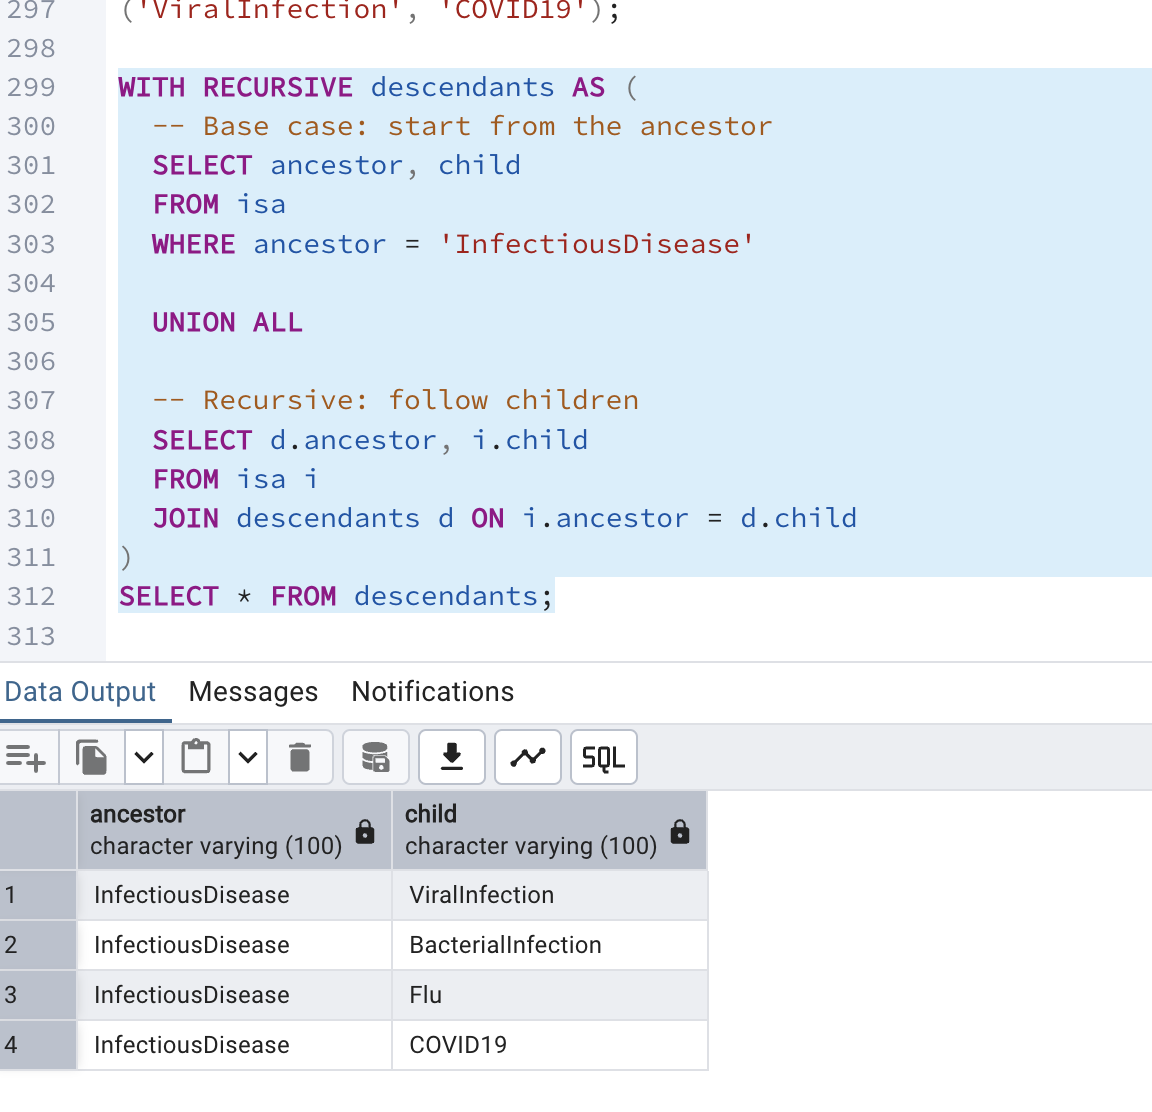 297 ('ViralInfection', 'COVID19');
298
299 WITH RECURSIVE descendants AS (
300 -- Base case: start from the ancestor
301 SELECT ancestor, child
302 FROM isa
303 WHERE ancestor = 'InfectiousDisease'
304
305 UNION ALL
306
307 -- Recursive: follow children
308 SELECT d.ancestor, i.child
309 FROM isa i
310 JOIN descendants d ON i.ancestor = d.child
311 )
312 SELECT * FROM descendants;
313
Data Output Messages Notifications
SQL
ancestor child
character varying (100) character varying (100)
1 InfectiousDisease ViralInfection
2 InfectiousDisease BacterialInfection
3 InfectiousDisease Flu
4 InfectiousDisease COVID19